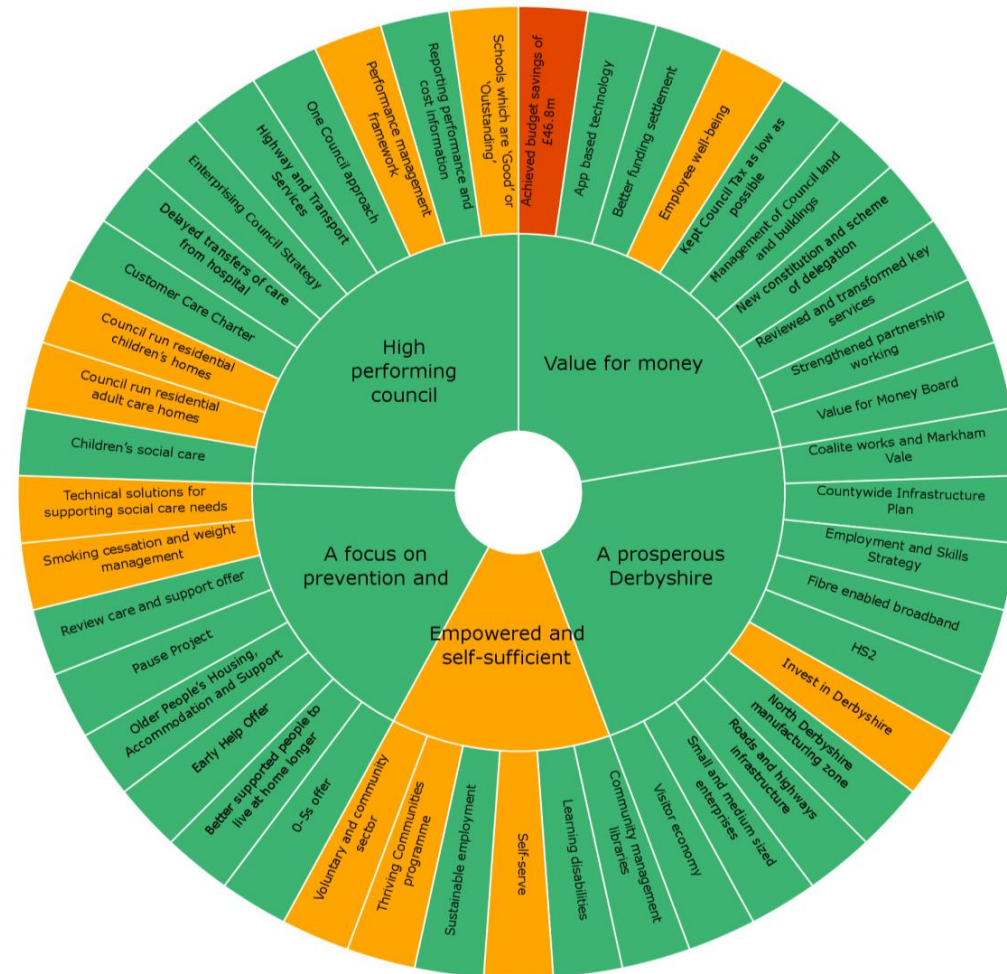 High
performing
council
Value for money
A prosperous
Derbyshire
Empowered and
self-sufficient
A focus on
prevention and
Achieved budget savings of
£46.8m
App based technology
Better funding settlement
Employee well-being
Kept Council Tax as low as
possible
Management of Council land
and buildings
New constitution and scheme
of delegation
Reviewed and transformed key
services
Strengthened partnership
working
Value for Money Board
Coalite works and Markham
Vale
Countywide Infrastructure
Plan
Employment and Skills
Strategy
Fibre enabled broadband
HS2
Invest in Derbyshire
North Derbyshire
manufacturing zone
Roads and highways
infrastructure
Small and medium sized
enterprises
Visitor economy
Community management
libraries
Learning disabilities
Self-serve
Sustainable employment
Thriving Communities
programme
Voluntary and community
sector
0-5s offer
Better supported people to
live at home longer
Early Help Offer
Older People's Housing,
Accommodation and Support
Pause Project
Review care and support offer
Smoking cessation and weight
management
Technical solutions for
supporting social care needs
Children's social care
Council run residential
adult care homes
Council run residential
children's homes
Customer Care Charter
Delayed transfers of care
from hospital
Enterprising Council Strategy
Highway and Transport
Services
One Council approach
Performance management
framework
Reporting performance and
cost information
Schools which are 'Good' or
'Outstanding'